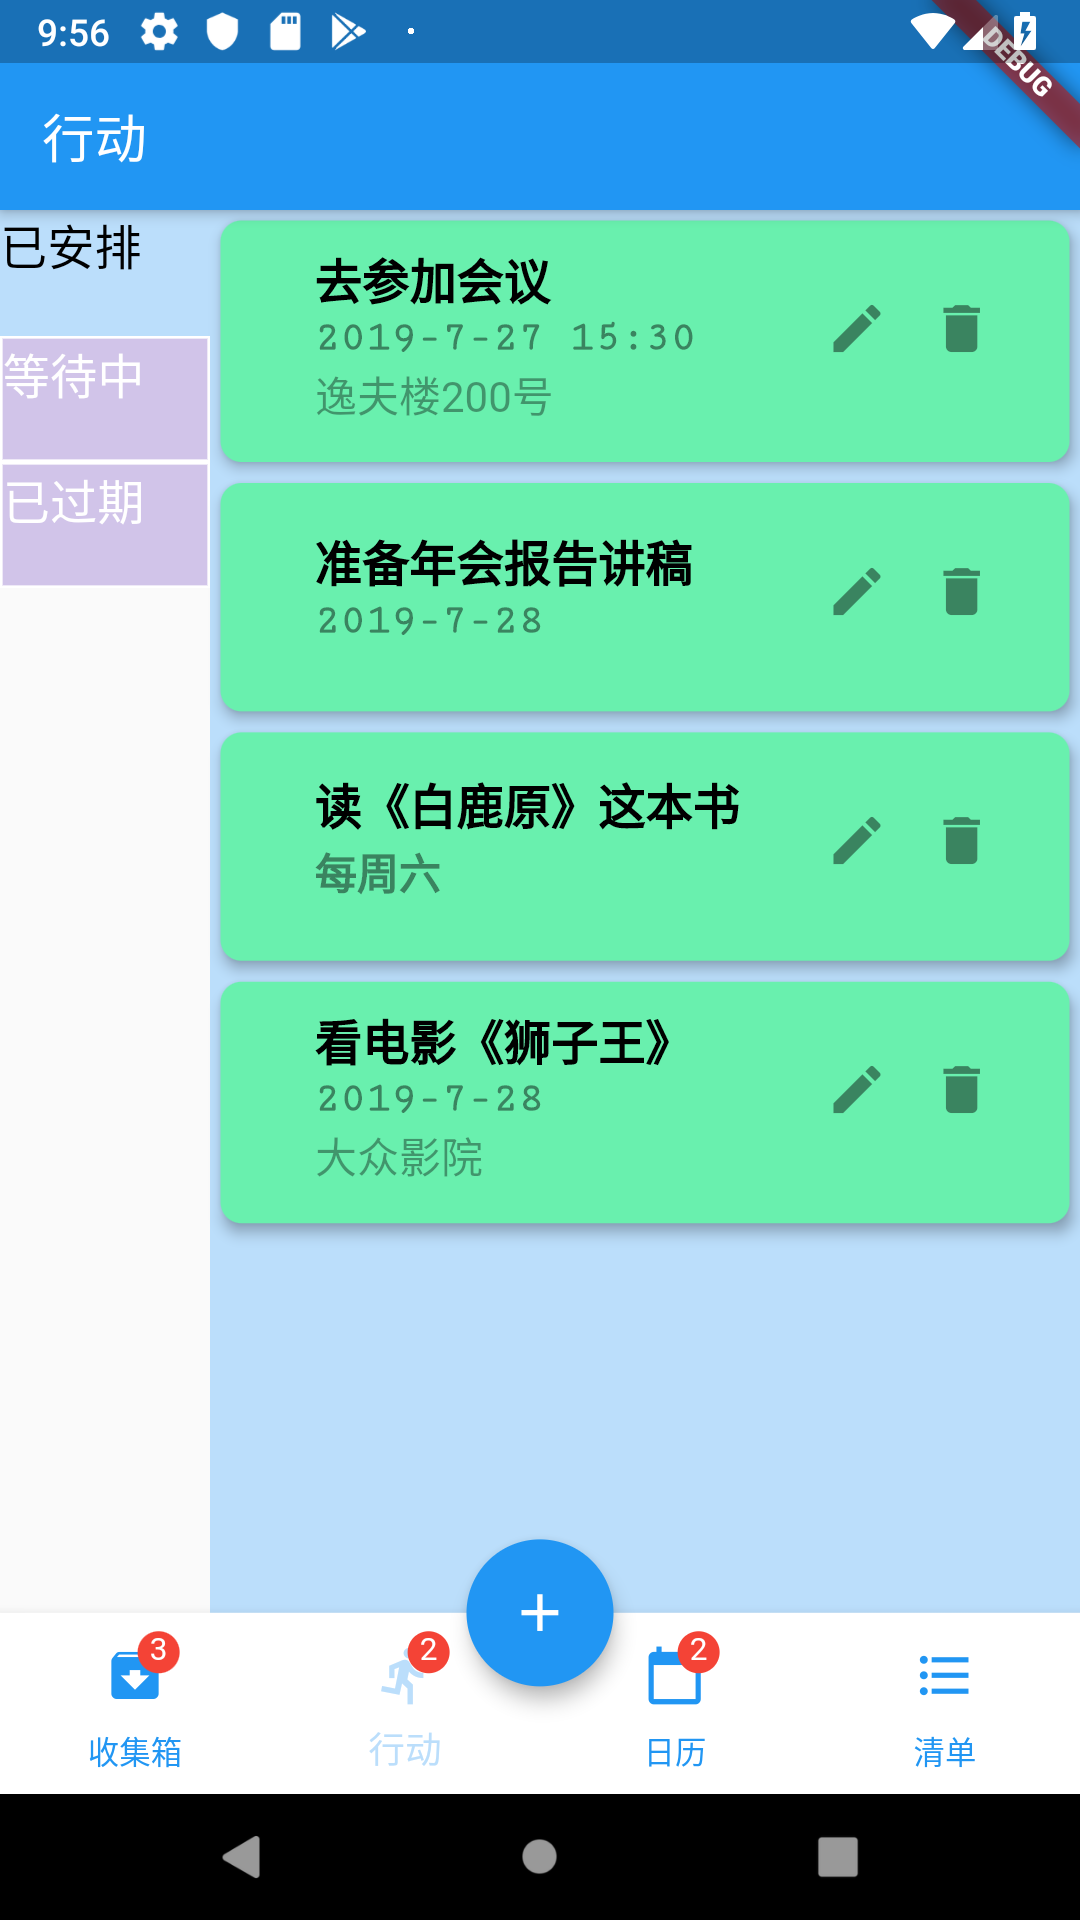 9:56
DEBUG
行动
已安排
等待中
已过期
去参加会议
2019-7-27 15:30
逸夫楼200号
准备年会报告讲稿
2019-7-28
读《白鹿原》这本书
每周六
看电影《狮子王》
2019-7-28
大众影院
3
2
2
收集箱
行动
日历
清单